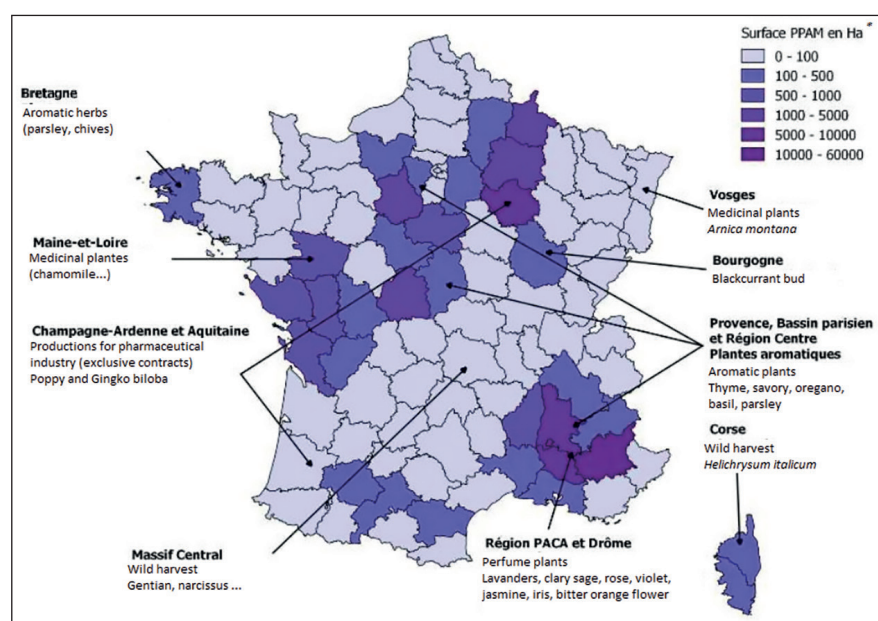 Surface PPAM en Ha
0 - 100
100 - 500
500 - 1000
1000 - 5000
5000 - 10000
10000 - 60000
Bretagne
Aromatic herbs
(parsley, chives)
Vosges
Medicinal plants
Arnica montana
Maine-et-Loire
Medicinal plantes
(chamomile...)
Bourgogne
Blackcurrant bud
Champagne-Ardenne et Aquitaine
Productions for pharmaceutical
industry (exclusive contracts)
Poppy and Gingko biloba
Provence, Bassin parisien
et Région Centre
Plantes aromatiques
Aromatic plants
Thyme, savory, oregano,
basil, parsley
Corse
Wild harvest
Helichrysum italicum
Massif Central
Wild harvest
Gentian, narcissus ...
Région PACA et Drôme
Perfume plants
Lavanders, clary sage, rose, violet,
jasmine, iris, bitter orange flower